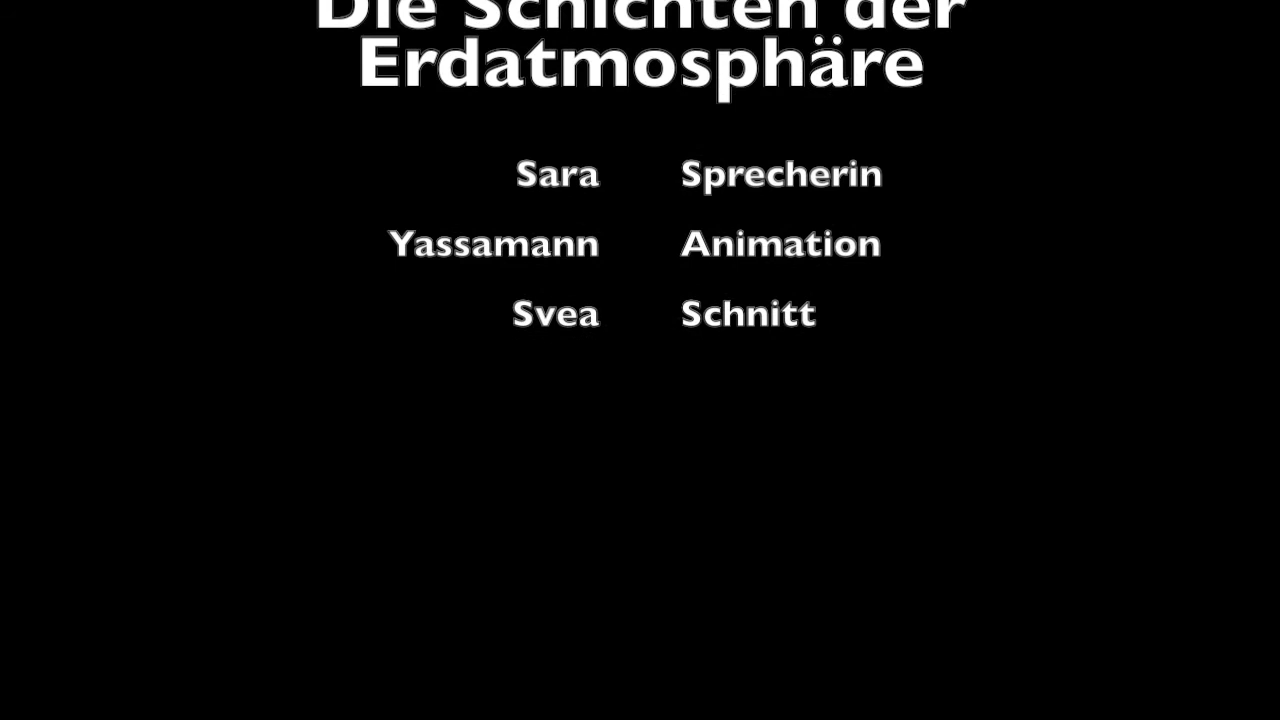 Die Schichten der
Erdatmosphäre
Sara Sprecherin
Yassamann Animation
Svea Schnitt